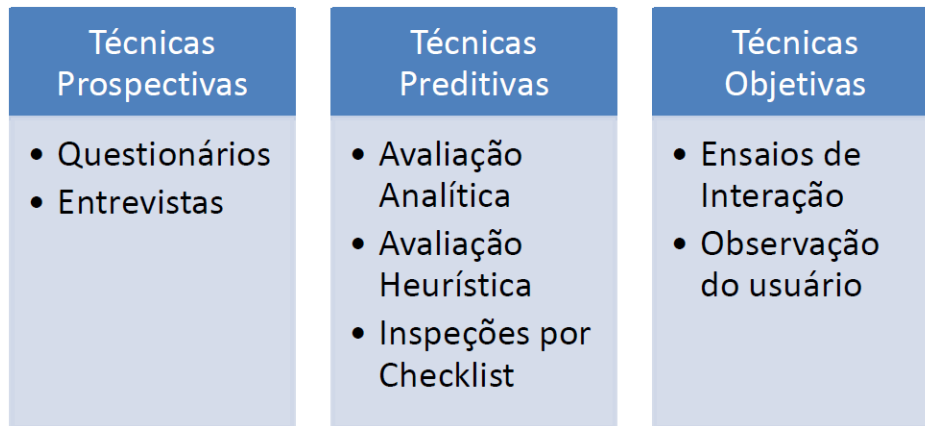 Técnicas
Prospectivas
• Questionários
• Entrevistas
Técnicas
Preditivas
• Avaliação
Analítica
• Avaliação
Heurística
• Inspeções por
Checklist
Técnicas
Objetivas
• Ensaios de
Interação
• Observação
do usuário